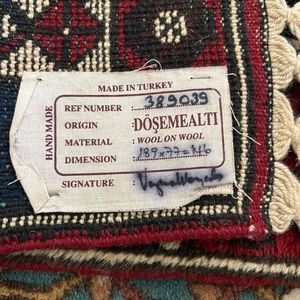 MADE IN TURKEY
HAND MADE
REF NUMBER : 389039
ORIGIN : DÖŞEMEALTI
MATERIAL : WOOL ON WOOL
DIMENSION : 189x77=146
SIGNATURE :